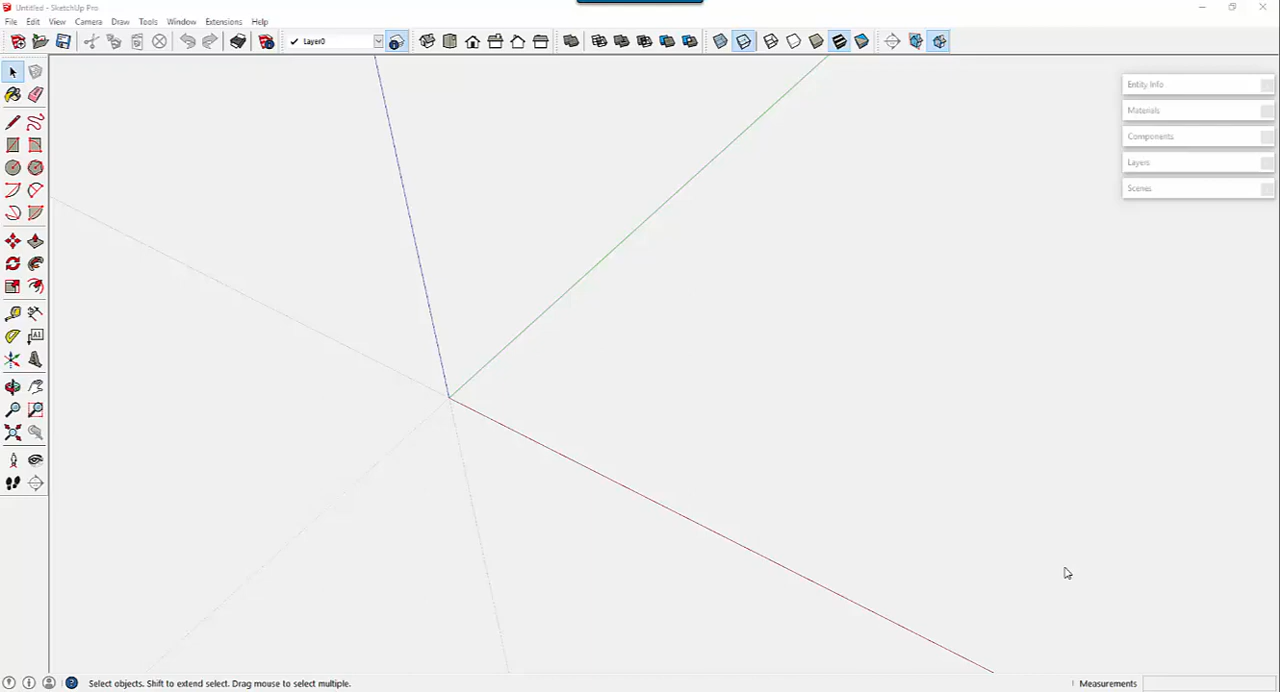 Untitled - SketchUp Pro
File Edit View Camera Draw Tools Window Extensions Help
Layer0
Entity Info
Materials
Components
Layers
Scenes
Select objects. Shift to extend select. Drag mouse to select multiple.
Measurements